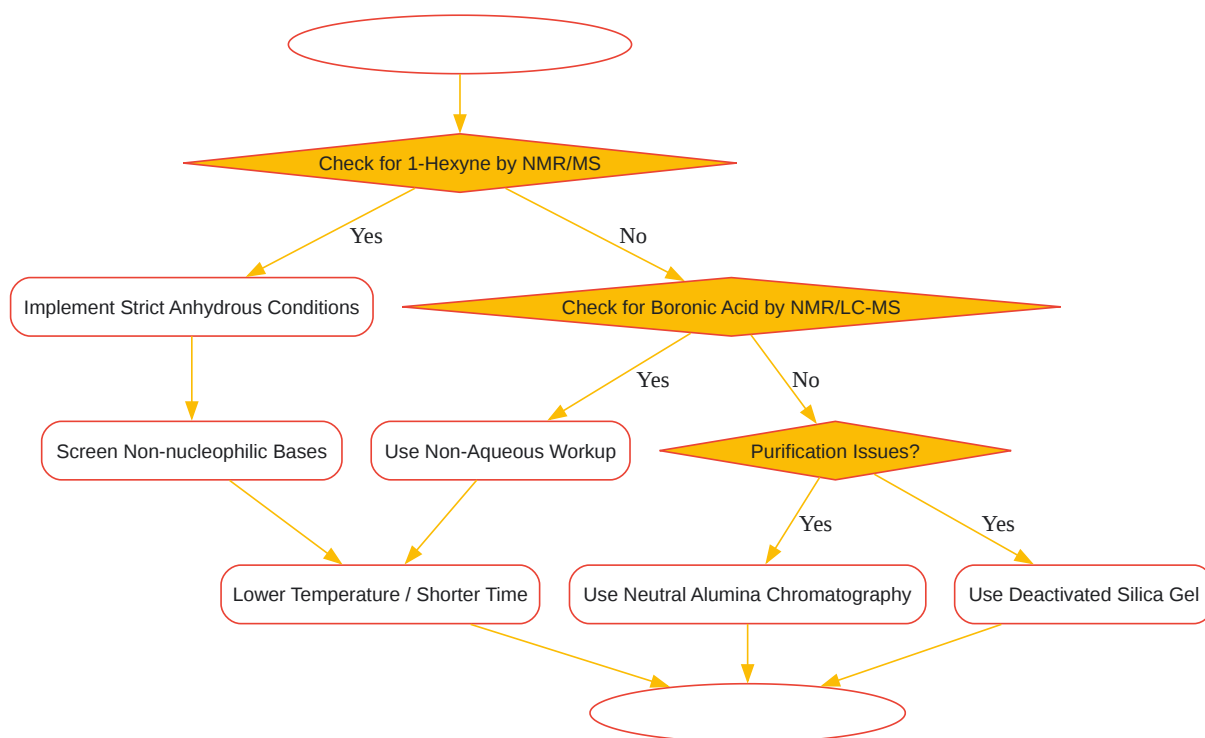 Check for 1-Hexyne by NMR/MS
Yes
No
Implement Strict Anhydrous Conditions
Check for Boronic Acid by NMR/LC-MS
Yes
No
Screen Non-nucleophilic Bases
Use Non-Aqueous Workup
Purification Issues?
Yes
Yes
Lower Temperature / Shorter Time
Use Neutral Alumina Chromatography
Use Deactivated Silica Gel